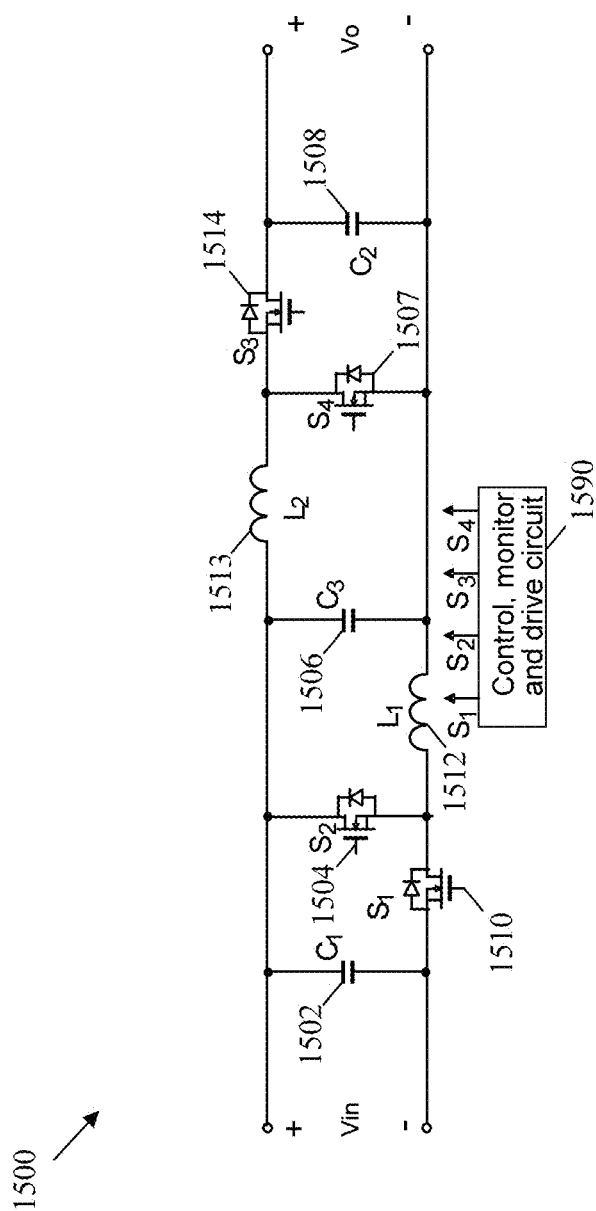 1500
+
Vin
-
1502
C1
S1
1510
1504
S2
L1
1512
1506
C3
1513
L2
S4
1507
S3
1514
C2
1508
+
Vo
-
S1 S2 S3 S4
Control, monitor
and drive circuit
1590